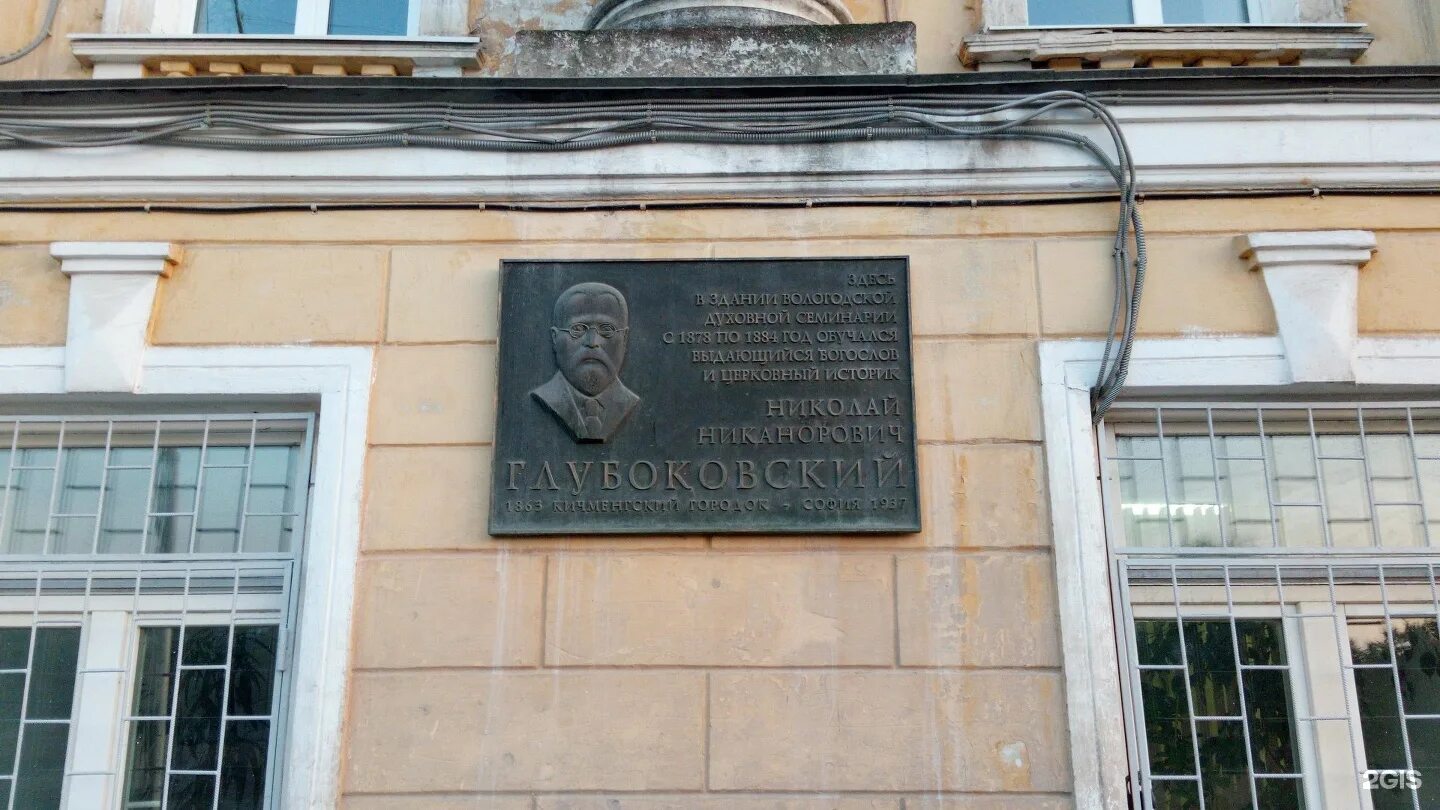 ЗДЕСЬ
В ЗДАНИИ ВОЛОГОДСКОЙ
ДУХОВНОЙ СЕМИНАРИИ
С 1878 ПО 1884 ГОД ОБУЧАЛСЯ
ВЫДАЮЩИЙСЯ БОГОСЛОВ
И ЦЕРКОВНЫЙ ИСТОРИК
НИКОЛАЙ
НИКАНОРОВИЧ
ГЛУБОКОВСКИЙ
1863 КИЧМЕНГСКИЙ ГОРОДОК - СОФИЯ 1937
2GIS